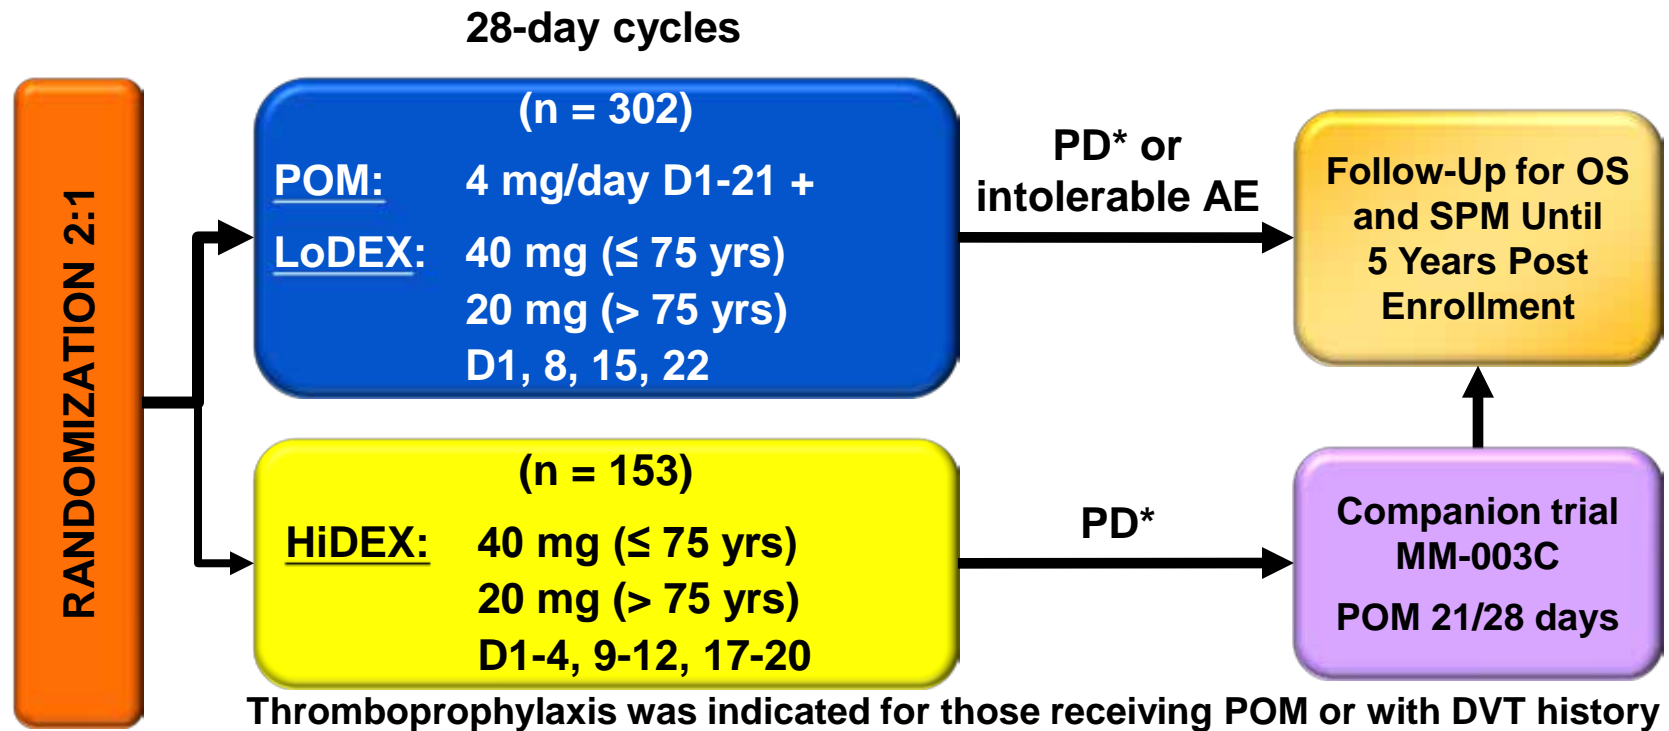 28-day cycles
RANDOMIZATION 2:1
(n = 302)
POM: 4 mg/day D1-21 +
LoDEX: 40 mg (≤ 75 yrs)
20 mg (> 75 yrs)
D1, 8, 15, 22
PD* or
intolerable AE
Follow-Up for OS
and SPM Until
5 Years Post
Enrollment
(n = 153)
HiDEX: 40 mg (≤ 75 yrs)
20 mg (> 75 yrs)
D1-4, 9-12, 17-20
PD*
Companion trial
MM-003C
POM 21/28 days
Thromboprophylaxis was indicated for those receiving POM or with DVT history